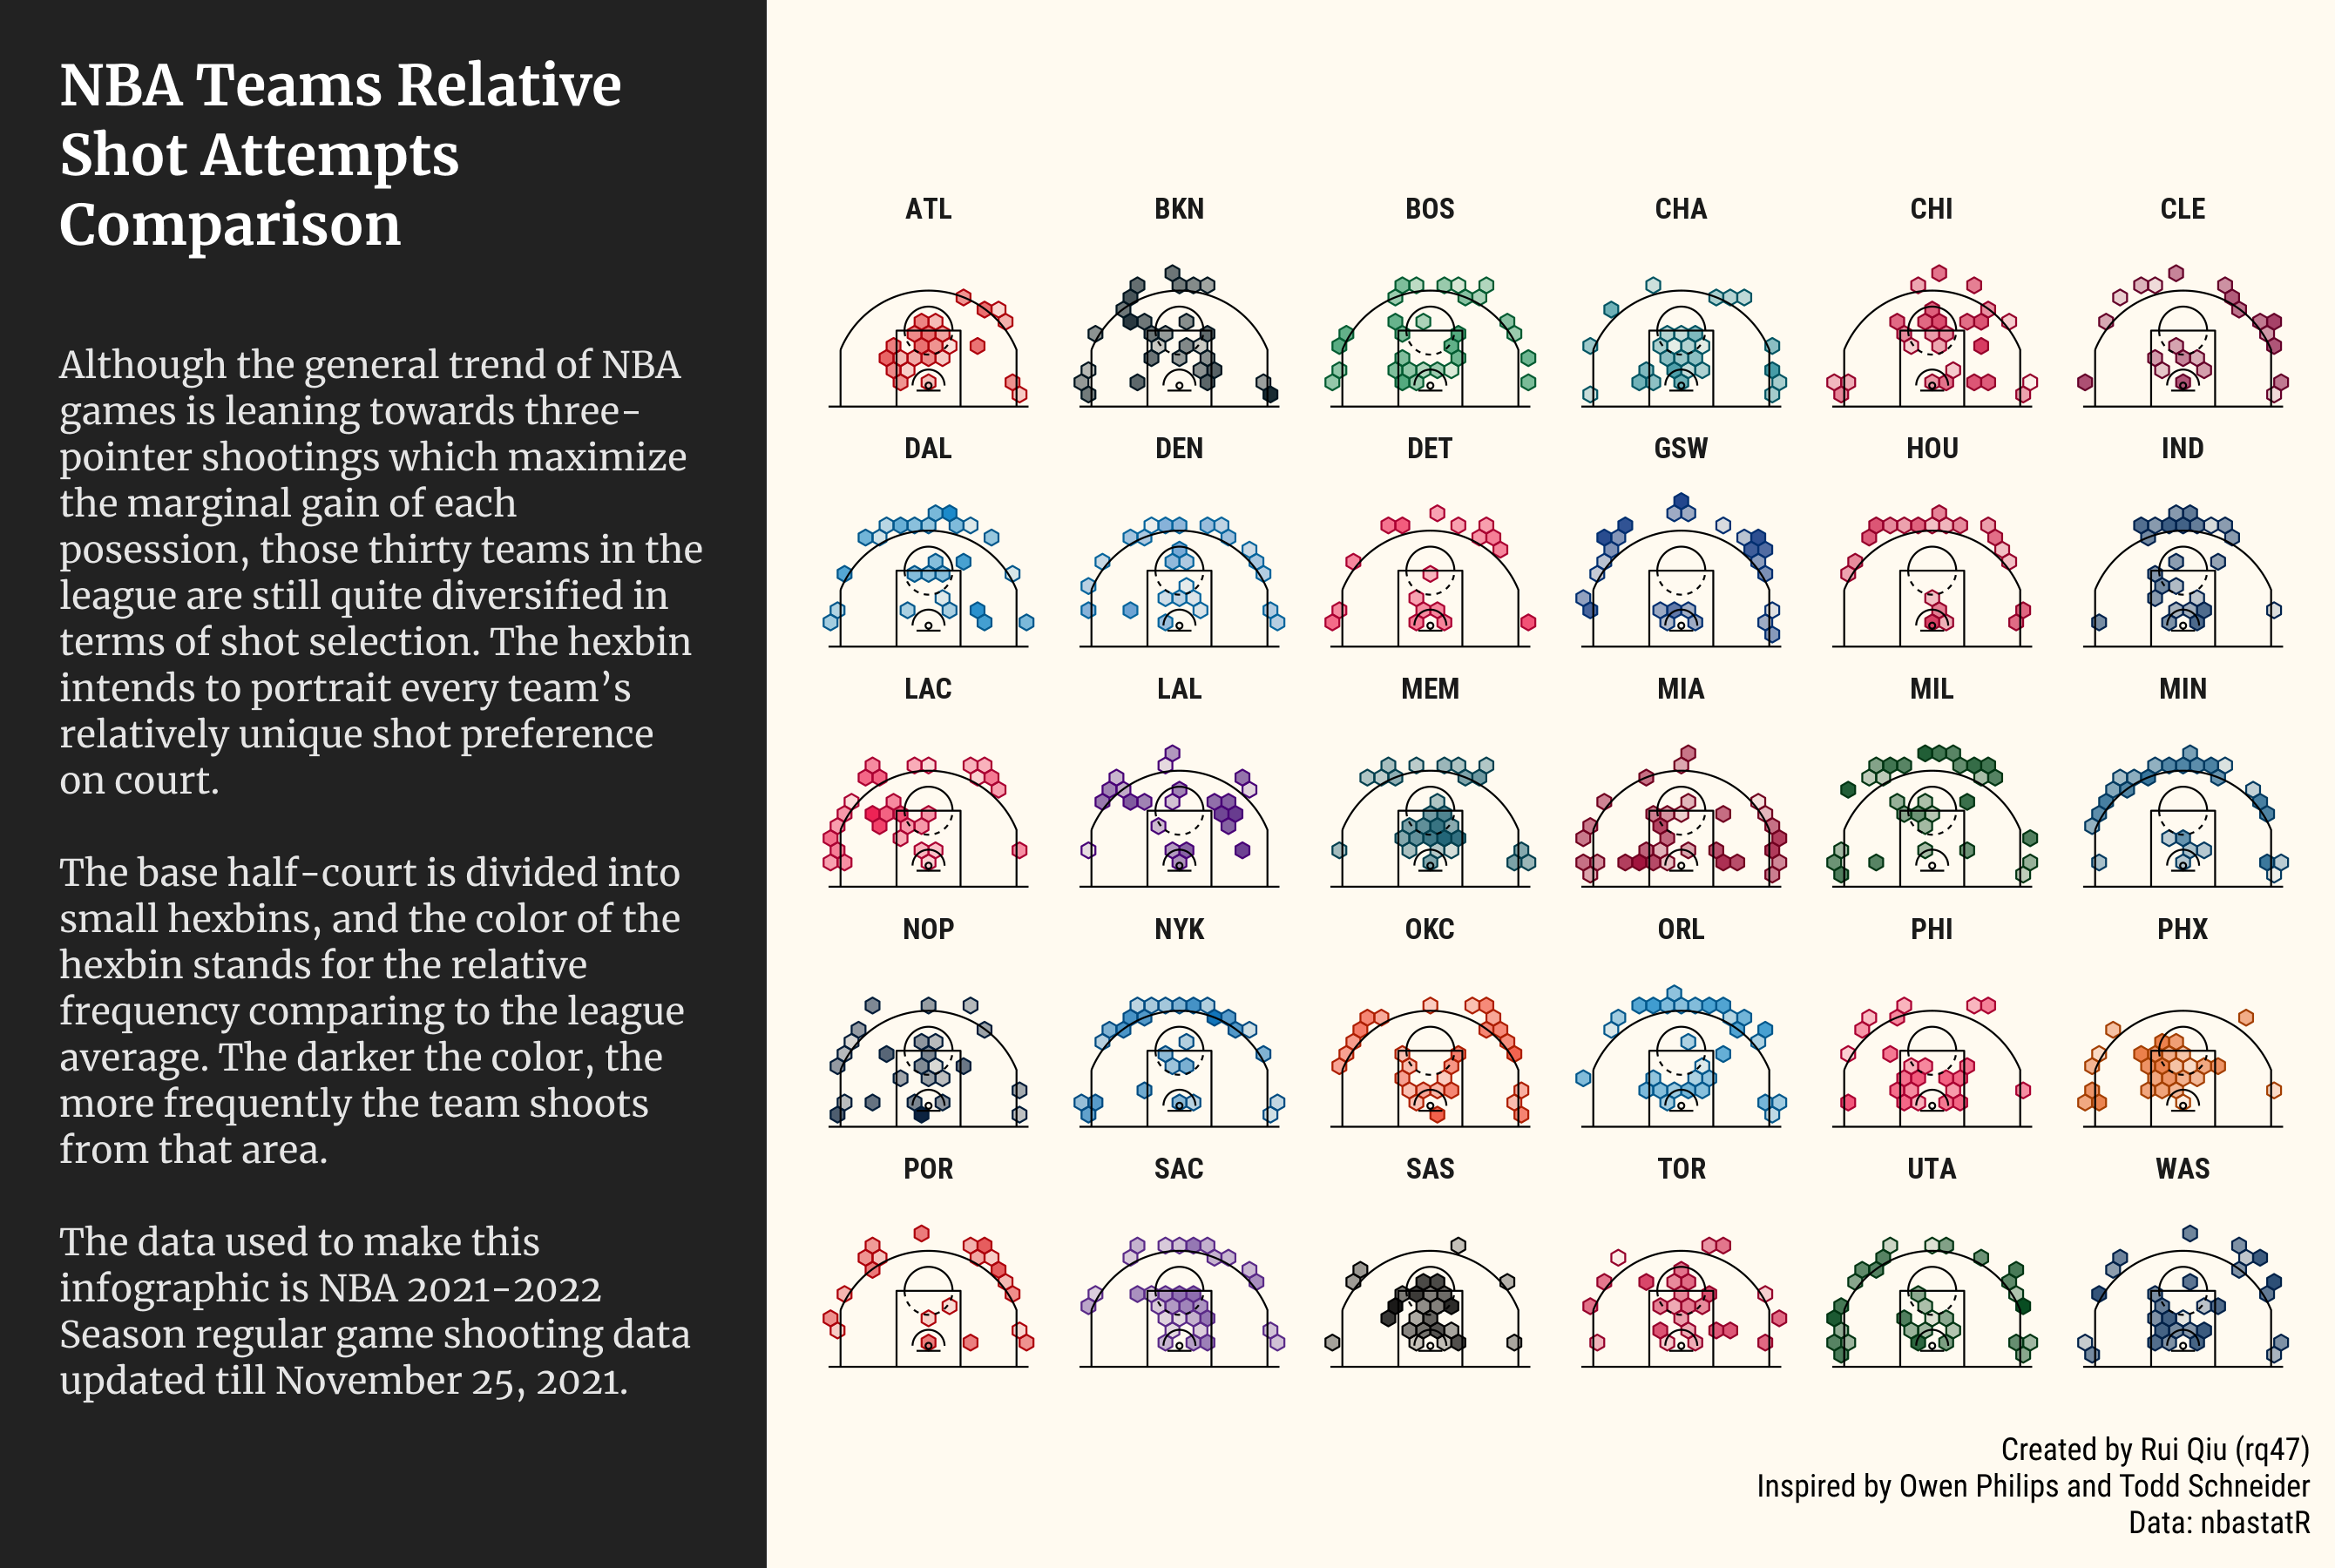 NBA Teams Relative
Shot Attempts
Comparison
Although the general trend of NBA
games is leaning towards three-
pointer shootings which maximize
the marginal gain of each
posession, those thirty teams in the
league are still quite diversified in
terms of shot selection. The hexbin
intends to portrait every team’s
relatively unique shot preference
on court.
The base half-court is divided into
small hexbins, and the color of the
hexbin stands for the relative
frequency comparing to the league
average. The darker the color, the
more frequently the team shoots
from that area.
The data used to make this
infographic is NBA 2021-2022
Season regular game shooting data
updated till November 25, 2021.
ATL BKN BOS CHA CHI CLE
DAL DEN DET GSW HOU IND
LAC LAL MEM MIA MIL MIN
NOP NYK OKC ORL PHI PHX
POR SAC SAS TOR UTA WAS
Created by Rui Qiu (rq47)
Inspired by Owen Philips and Todd Schneider
Data: nbastatR